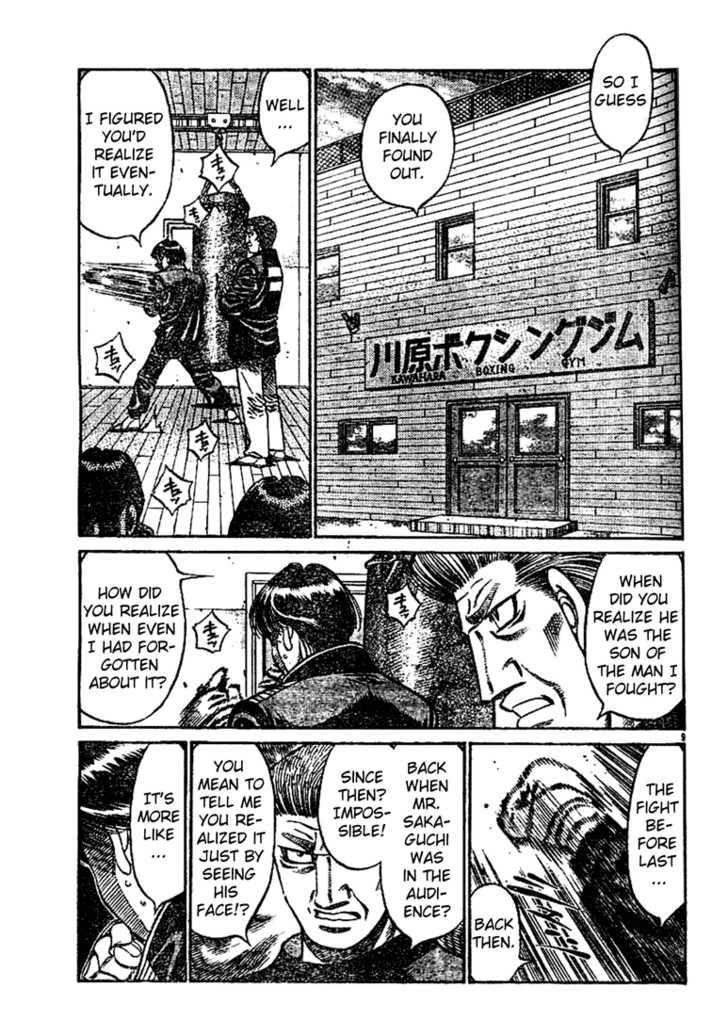 SO I
GUESS
YOU
FINALLY
FOUND
OUT.
川原ボクシングジム
KAWAHARA BOXING GYM
WELL
...
I FIGURED
YOU'D
REALIZE
IT EVEN-
TUALLY.
WHEN
DID YOU
REALIZE HE
WAS THE
SON OF
THE MAN I
FOUGHT?
HOW DID
YOU REALIZE
WHEN EVEN
I HAD FOR-
GOTTEN
ABOUT IT?
9
THE
FIGHT
BE-
FORE
LAST
...
BACK
THEN.
BACK
WHEN
MR.
SAKA-
GUCHI
WAS
IN THE
AUDI-
ENCE?
SINCE
THEN?
IMPOS-
SIBLE!
YOU
MEAN TO
TELL ME
YOU RE-
ALIZED IT
JUST BY
SEEING
HIS
FACE!?
IT'S
MORE
LIKE
...